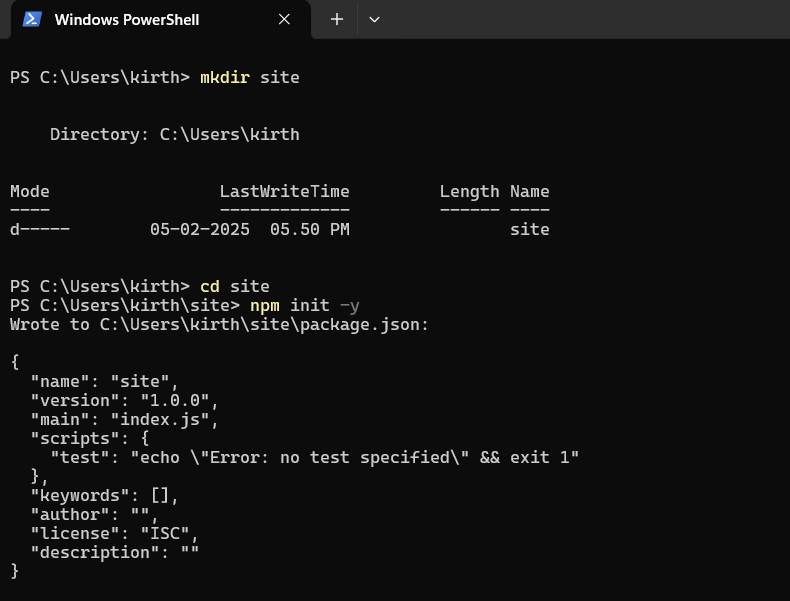 Windows PowerShell
PS C:\Users\kirth> mkdir site
    Directory: C:\Users\kirth
Mode                 LastWriteTime         Length Name
----                 -------------         ------ ----
d-----        05-02-2025  05.50 PM                site
PS C:\Users\kirth> cd site
PS C:\Users\kirth\site> npm init -y
Wrote to C:\Users\kirth\site\package.json:
{
  "name": "site",
  "version": "1.0.0",
  "main": "index.js",
  "scripts": {
    "test": "echo \"Error: no test specified\" && exit 1"
  },
  "keywords": [],
  "author": "",
  "license": "ISC",
  "description": ""
}